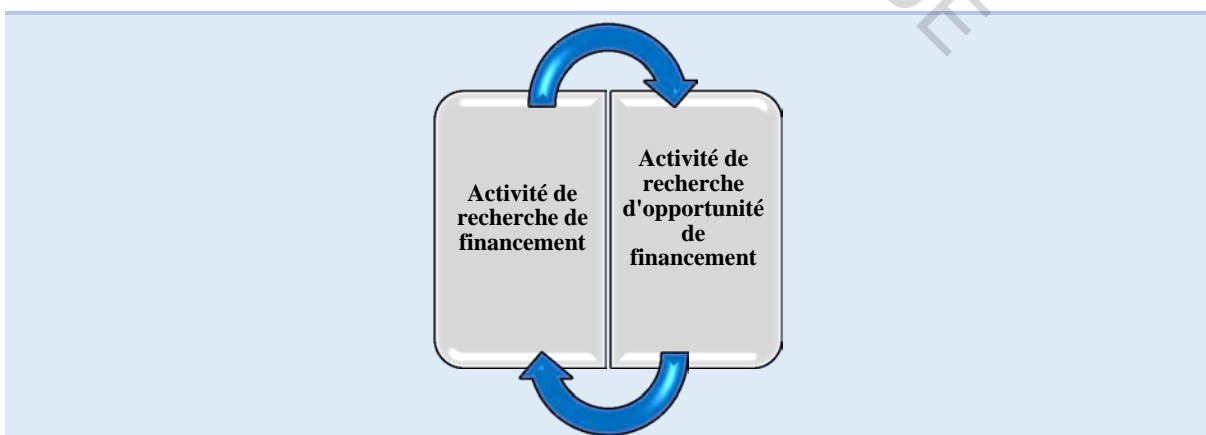 Activité de
recherche de
financement
Activité de
recherche
d'opportunité
de
financement